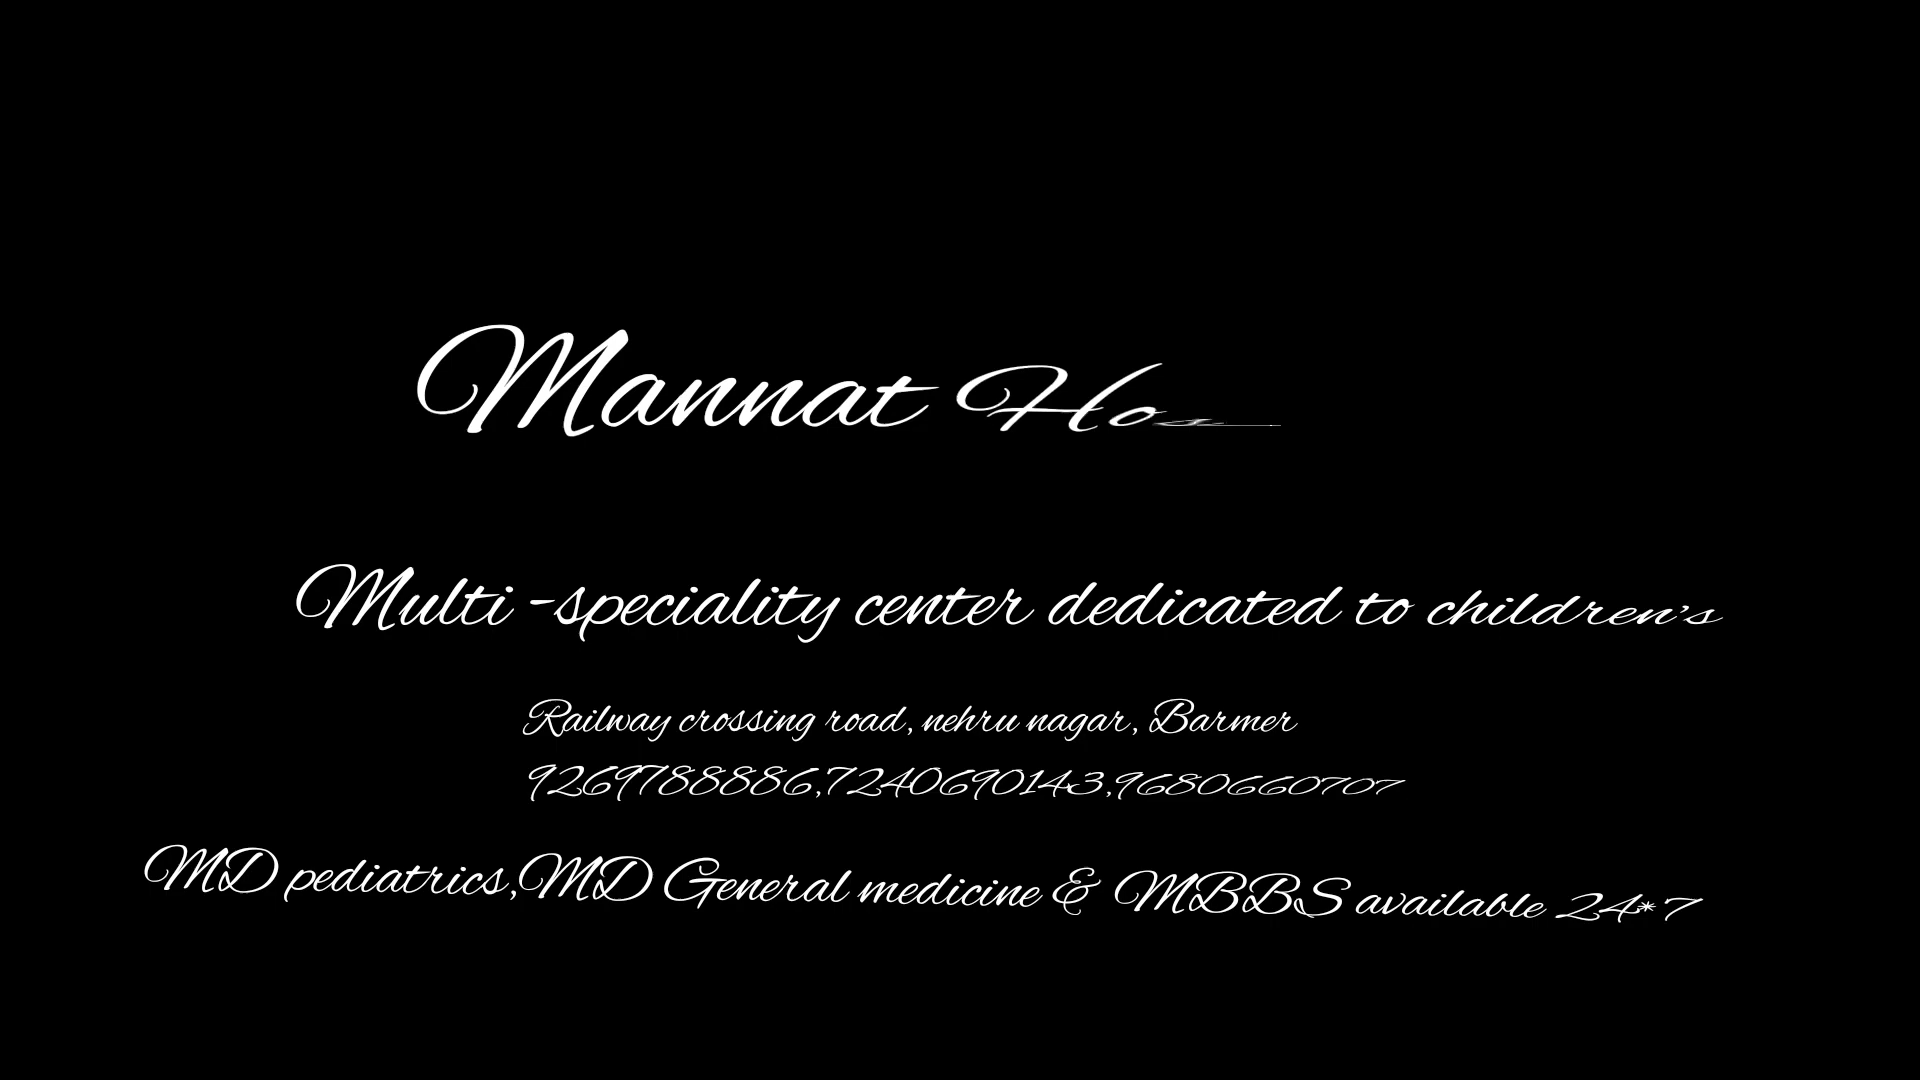 Mannat Hos
Multi -speciality center dedicated to children's
Railway crossing road, nehru nagar, Barmer
9269788886,7240690143,9680660707
MD pediatrics,MD General medicine & MBBS available 24*7